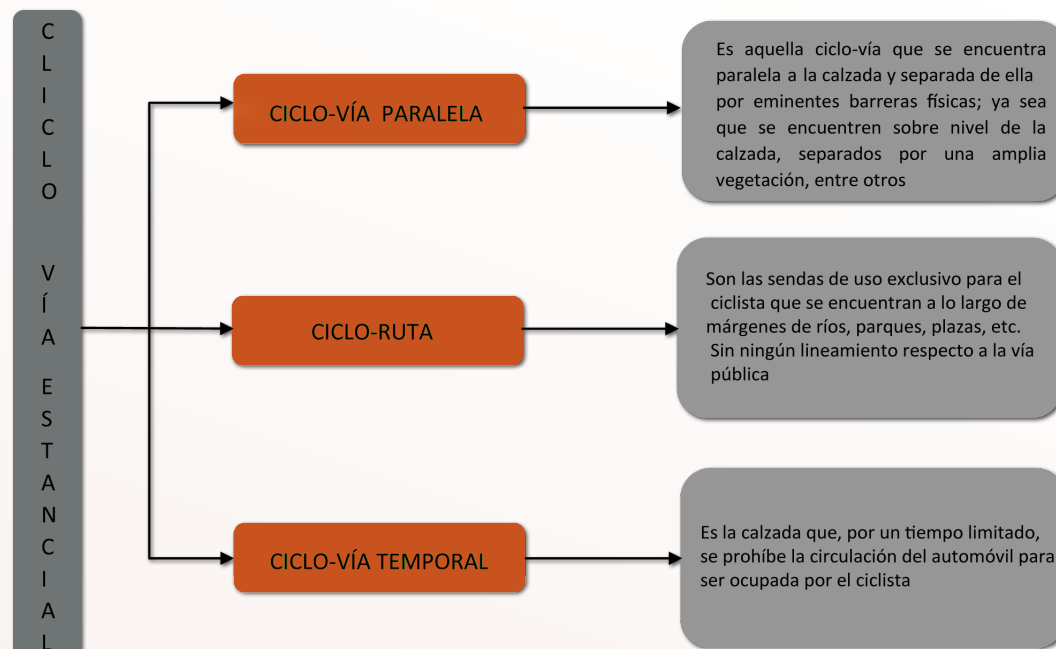 CLICLO VÍA ESTANCIAL
CICLO-VÍA PARALELA
Es aquella ciclo-vía que se encuentra
paralela a la calzada y separada de ella
por eminentes barreras físicas; ya sea
que se encuentren sobre nivel de la
calzada, separados por una amplia
vegetación, entre otros
CICLO-RUTA
Son las sendas de uso exclusivo para el
ciclista que se encuentran a lo largo de
márgenes de ríos, parques, plazas, etc.
Sin ningún lineamiento respecto a la vía
pública
CICLO-VÍA TEMPORAL
Es la calzada que, por un tiempo limitado,
se prohíbe la circulación del automóvil para
ser ocupada por el ciclista